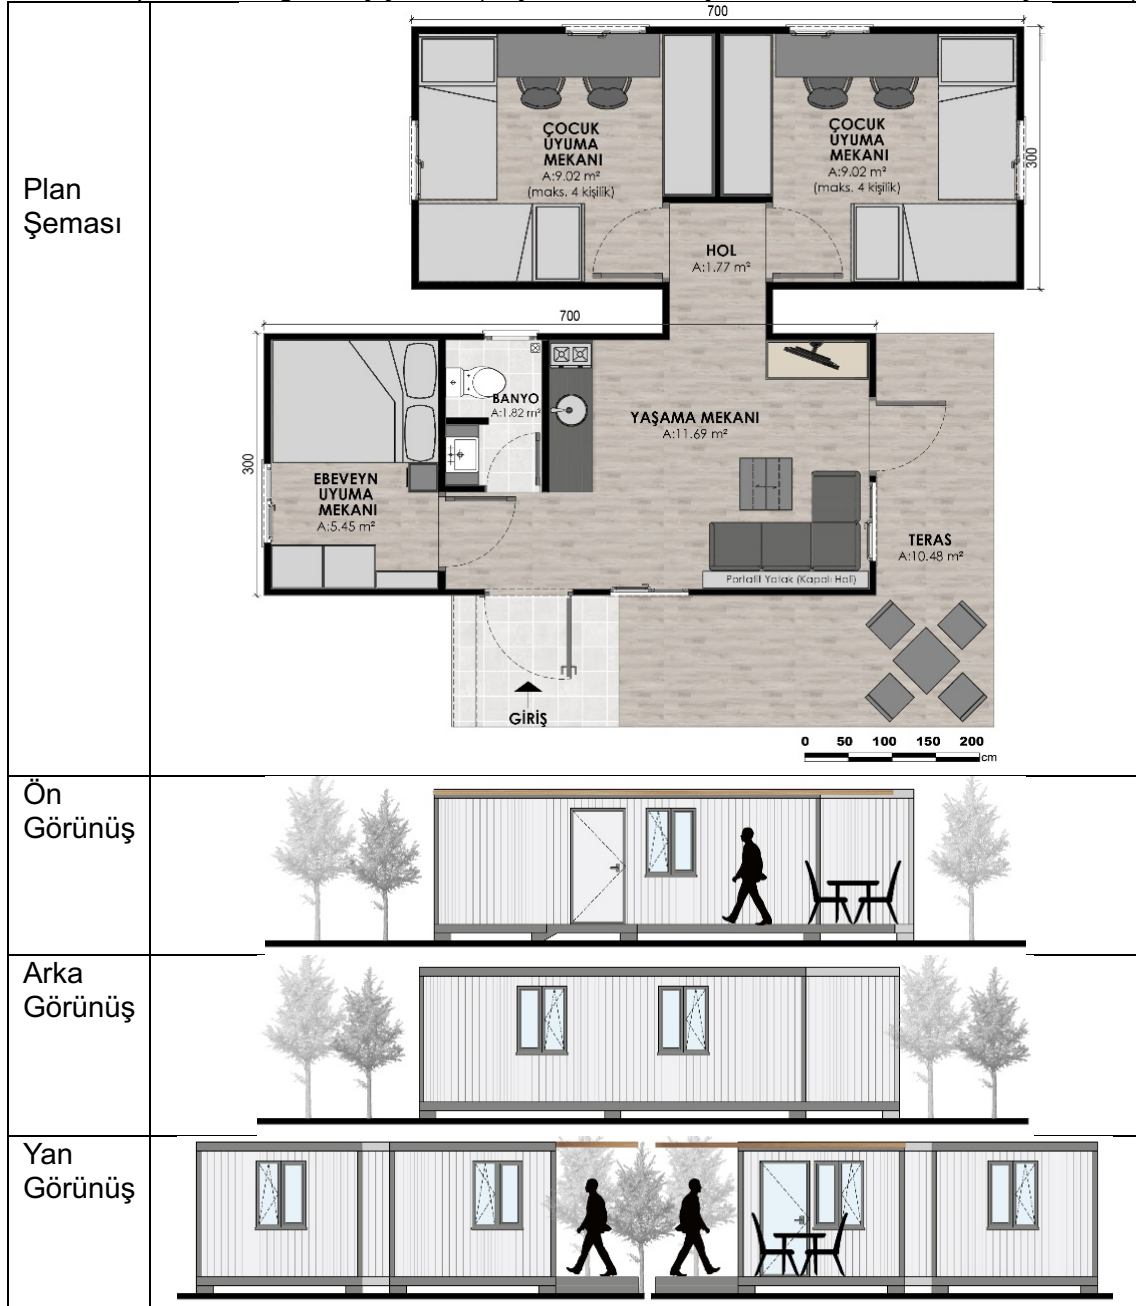 Plan
Şeması
700
300
ÇOCUK
UYUMA
MEKANI
A:9.02 m²
(maks. 4 kişilik)
ÇOCUK
UYUMA
MEKANI
A:9.02 m²
(maks. 4 kişilik)
HOL
A:1.77 m²
700
300
BANYO
A:1.82 m²
YAŞAMA MEKANI
A:11.69 m²
EBEVEYN
UYUMA
MEKANI
A:5.45 m²
TERAS
A:10.48 m²
Portatif Yatak (Kapalı Hali)
GİRİŞ
0 50 100 150 200
cm
Ön
Görünüş
Arka
Görünüş
Yan
Görünüş